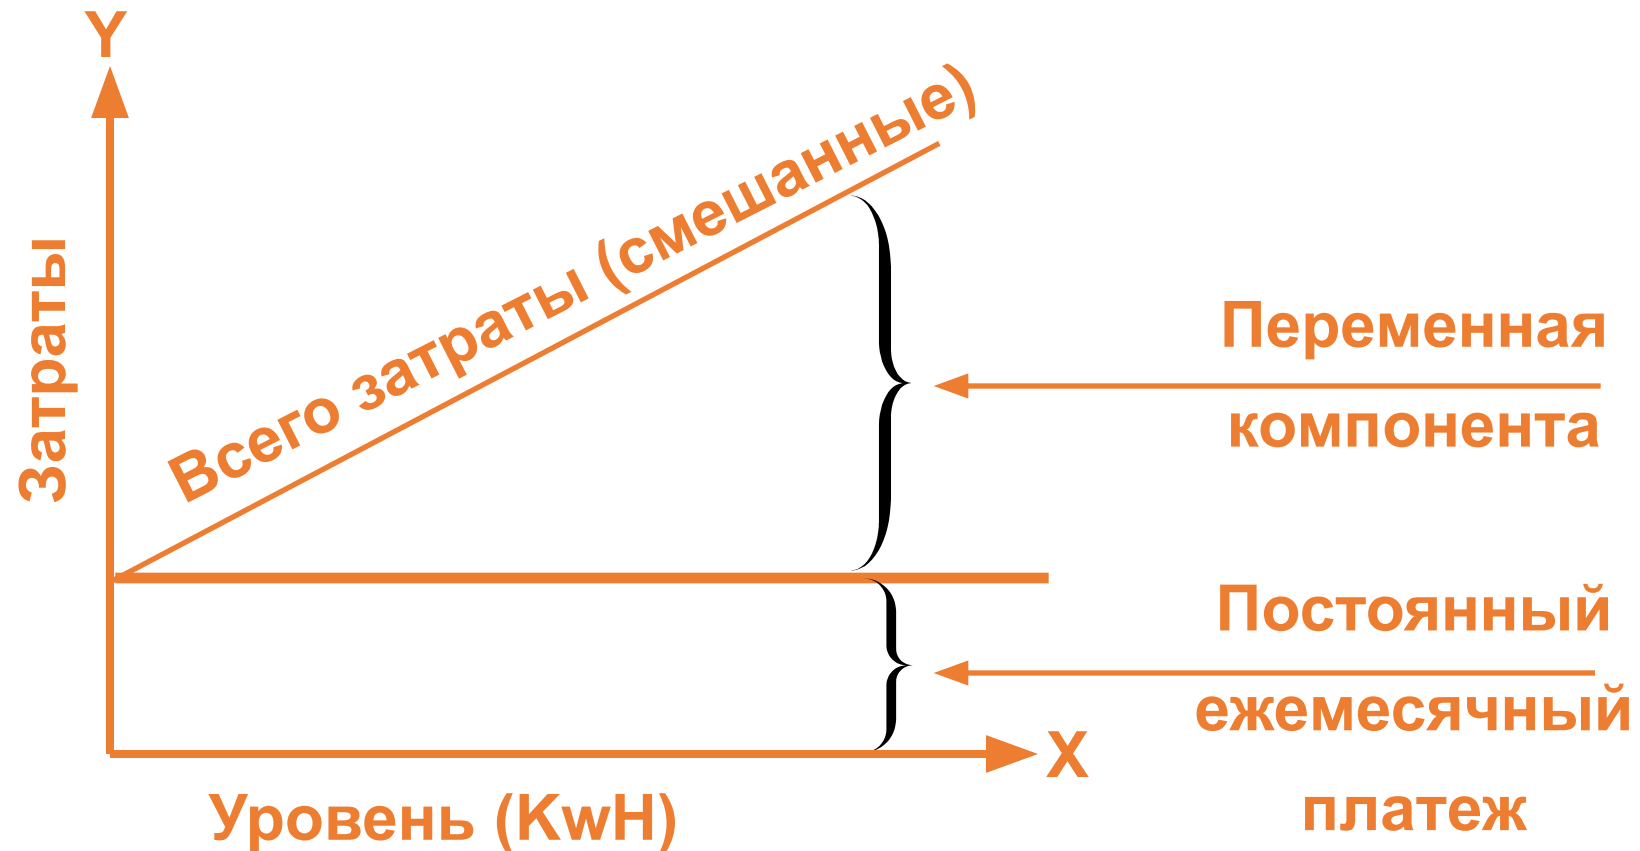 Y
Затраты
Всего затраты (смешанные)
Переменная
компонента
Постоянный
ежемесячный
платеж
X
Уровень (KwH)